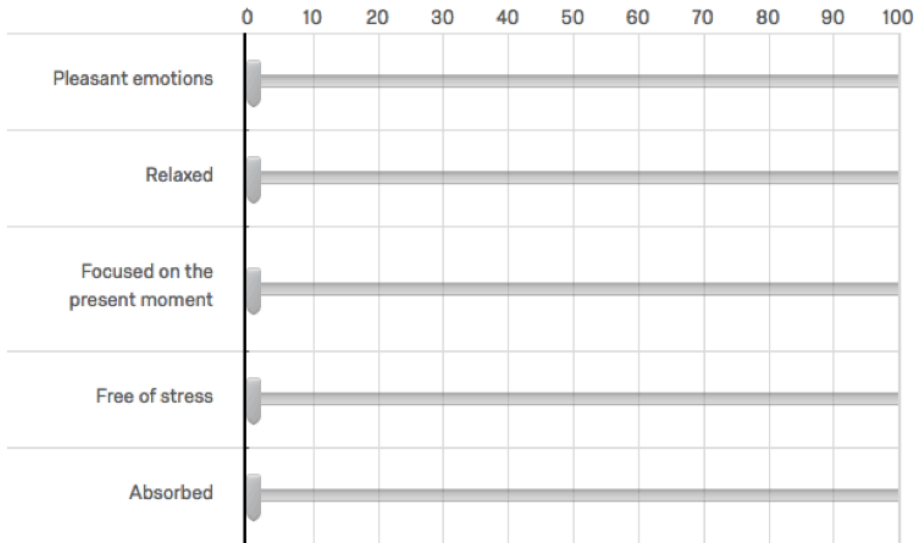 0 10 20 30 40 50 60 70 80 90 100
Pleasant emotions
Relaxed
Focused on the
present moment
Free of stress
Absorbed